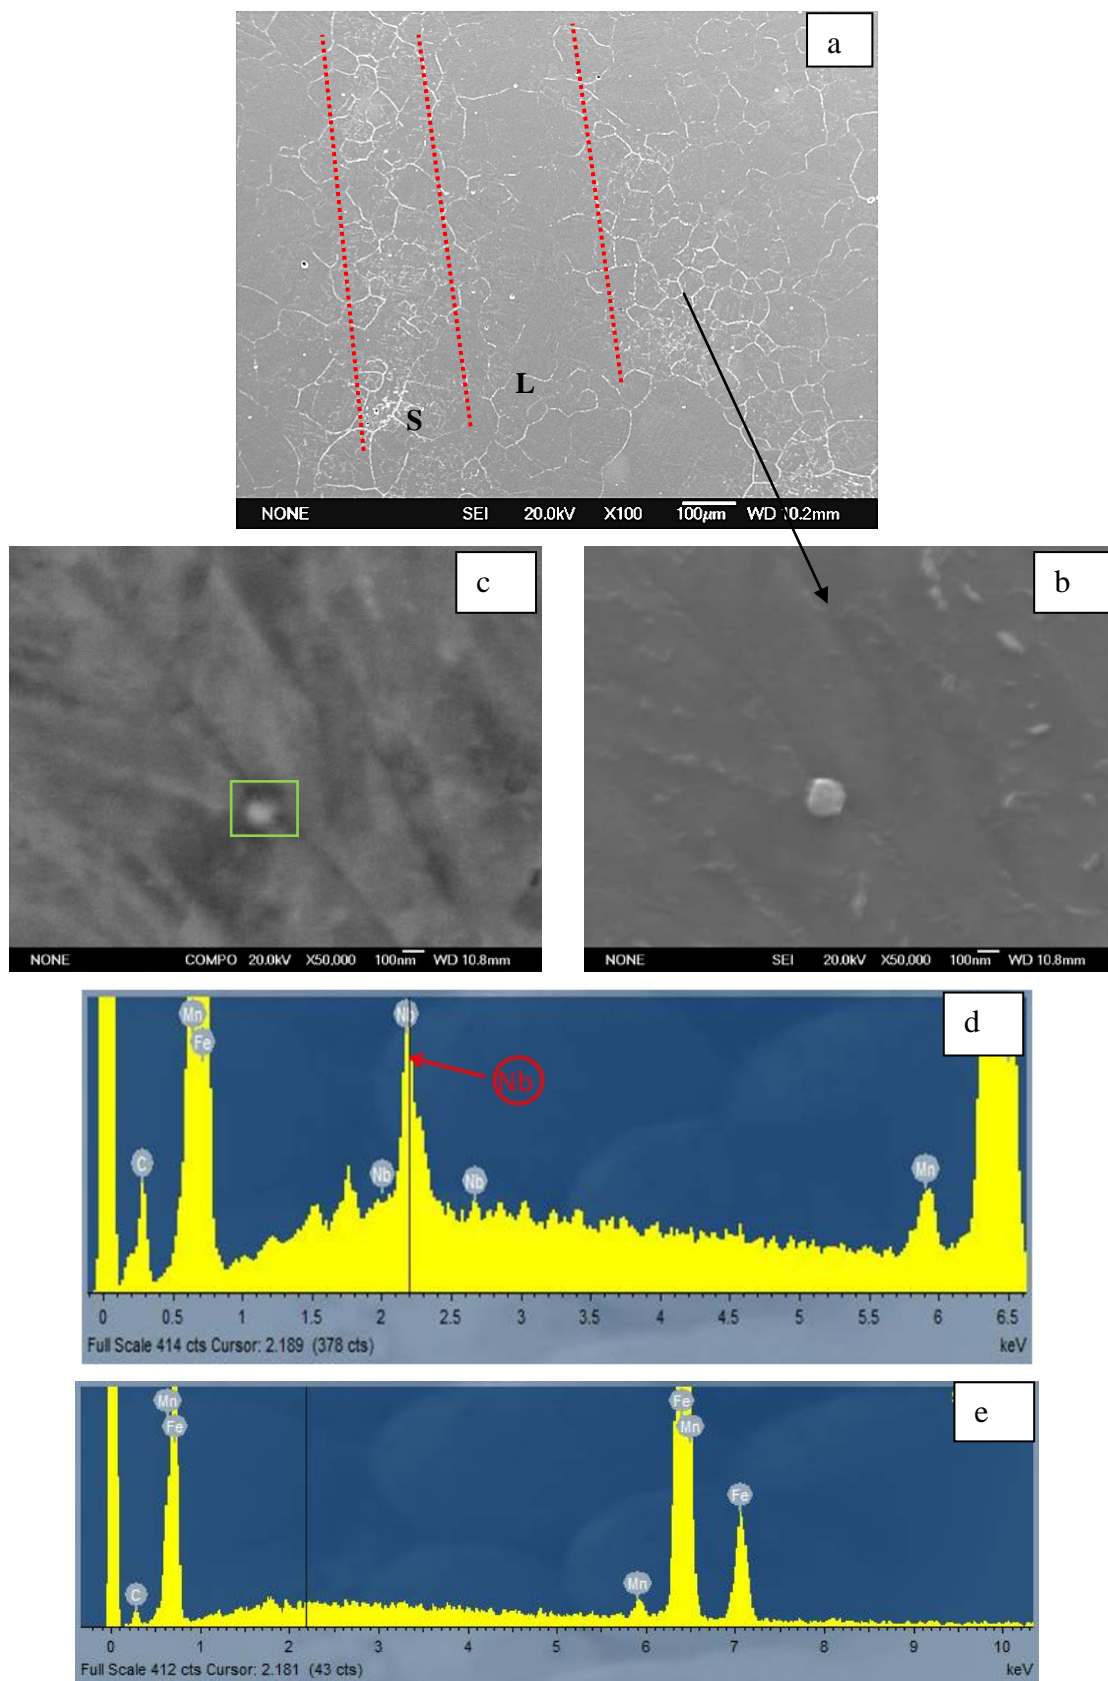 a
L
S
NONE SEI 20.0kV X100 100μm WD 10.2mm
c
b
NONE COMPO 20.0kV X50,000 100nm WD 10.8mm
NONE SEI 20.0kV X50,000 100nm WD 10.8mm
d
Mn Nb
Fe
Nb
C Nb Nb Mn
0 0.5 1 1.5 2 2.5 3 3.5 4 4.5 5 5.5 6 6.5
Full Scale 414 cts Cursor: 2.189 (378 cts) keV
e
Mn Fe
Fe Mn
Fe
C Mn
0 1 2 3 4 5 6 7 8 9 10
Full Scale 412 cts Cursor: 2.181 (43 cts) keV